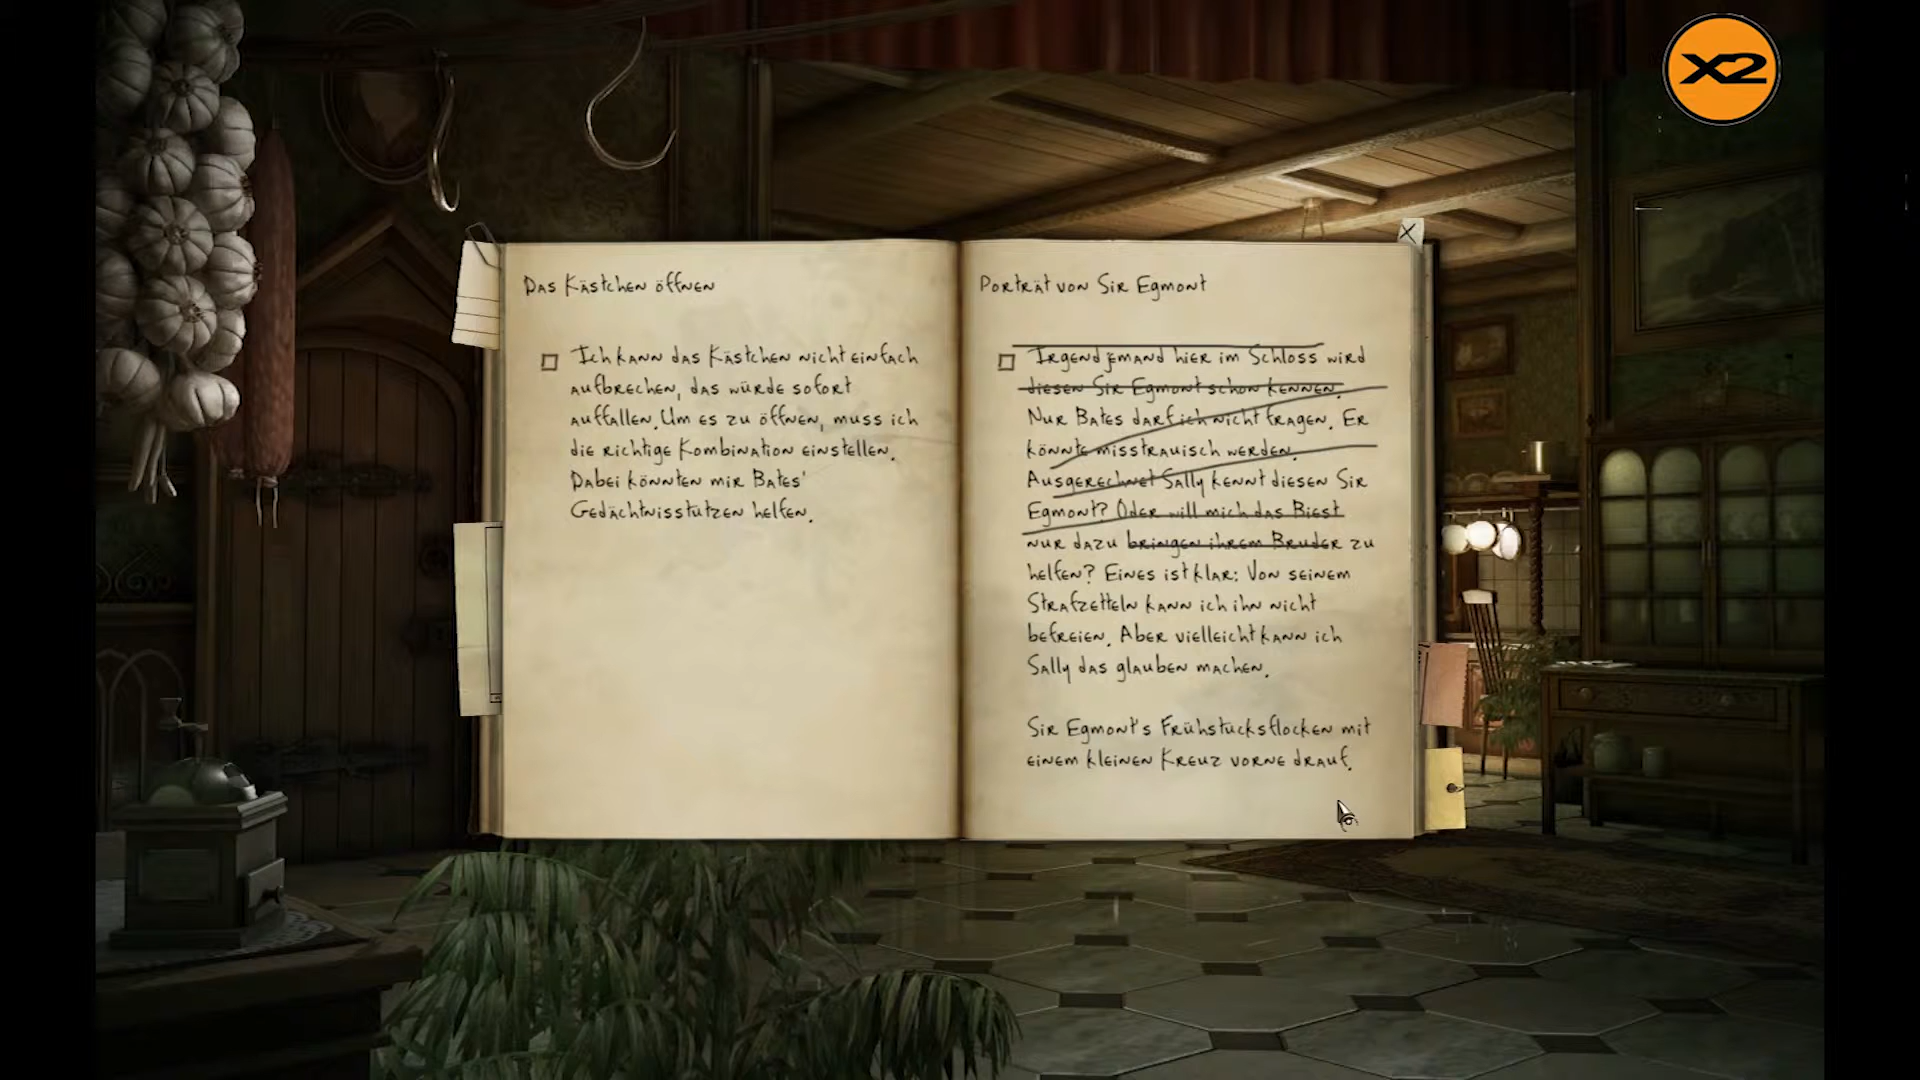 X2
Das Kästchen öffnen
Ich kann das Kästchen nicht einfach
aufbrechen, das würde sofort
auffallen. Um es zu öffnen, muss ich
die richtige Kombination einstellen.
Dabei könnten mir Bates'
Gedächtnisstützen helfen.
Porträt von Sir Egmont
Irgendjemand hier im Schloss wird
diesen Sir Egmont schon kennen.
Nur Bates darf ich nicht fragen. Er
könnte misstrauisch werden.
Ausgerechnet Sally kennt diesen Sir
Egmont? Oder will mich das Biest
nur dazu bringen ihrem Bruder zu
helfen? Eines ist klar: Von seinem
Strafzetteln kann ich ihn nicht
befreien. Aber vielleicht kann ich
Sally das glauben machen.
Sir Egmont's Frühstücksflocken mit
einem kleinen Kreuz vorne drauf.